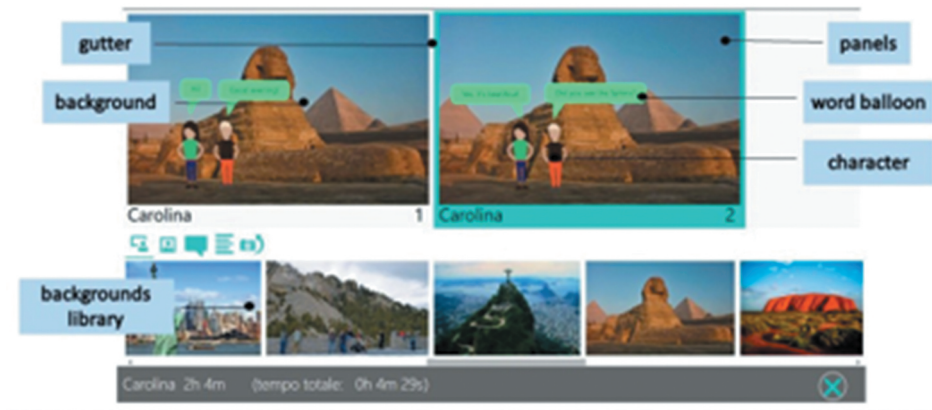 gutter
panels
background
word balloon
character
Carolina 1
Carolina 2
backgrounds
library
Carolina 2h 4m (tempo totale: 0h 4m 29s)